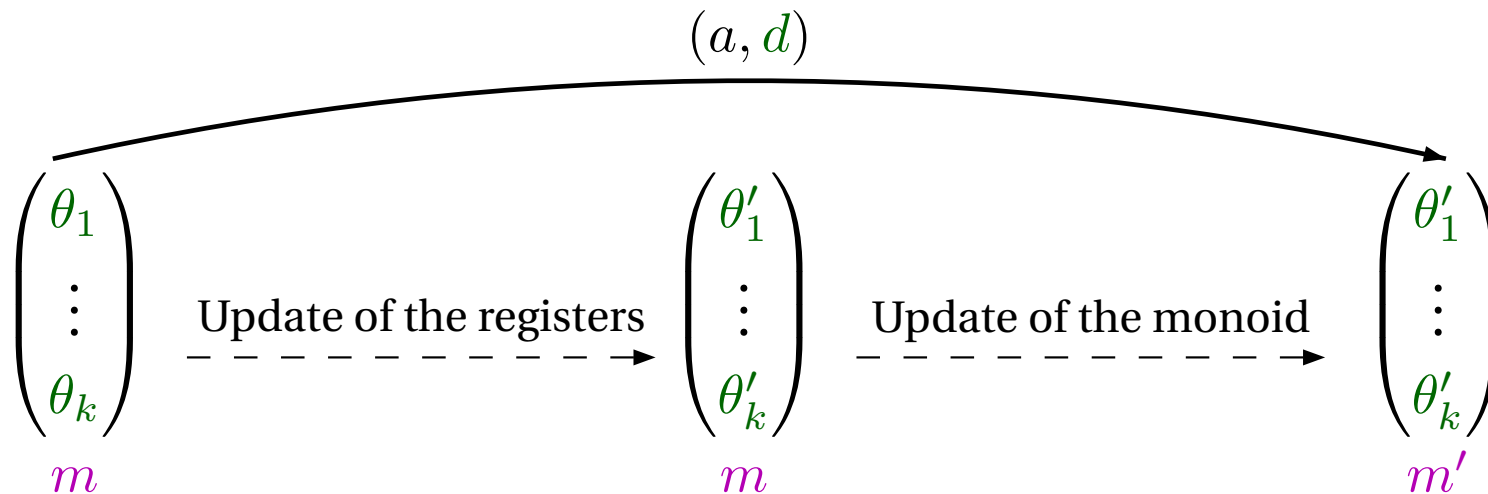 (a, d)
θ₁ θ′₁ θ′₁
⋮ Update of the registers ⋮ Update of the monoid ⋮
θₖ θ′ₖ θ′ₖ
m m m′